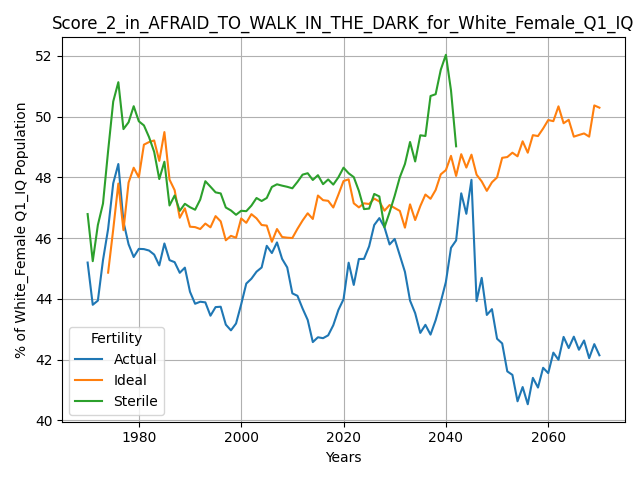 Score_2_in_AFRAID_TO_WALK_IN_THE_DARK_for_White_Female_Q1_IQ
% of White_Female Q1_IQ Population
52
50
48
46
44
42
40
Fertility
Actual
Ideal
Sterile
1980
2000
2020
2040
2060
Years